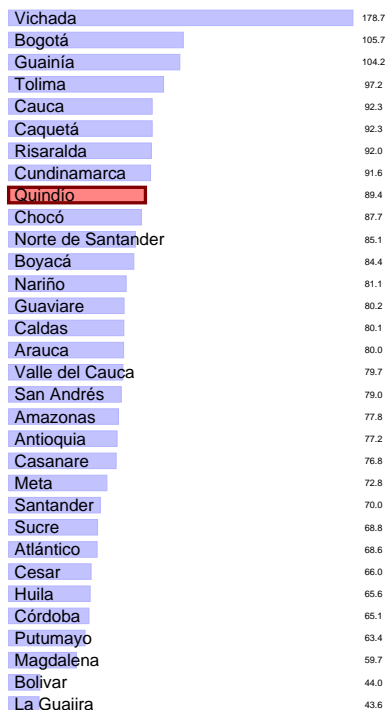 Vichada 178.7
Bogotá 105.7
Guainía 104.2
Tolima 97.2
Cauca 92.3
Caquetá 92.3
Risaralda 92.0
Cundinamarca 91.6
Quindío 89.4
Chocó 87.7
Norte de Santander 85.1
Boyacá 84.4
Nariño 81.1
Guaviare 80.2
Caldas 80.1
Arauca 80.0
Valle del Cauca 79.7
San Andrés 79.0
Amazonas 77.8
Antioquia 77.2
Casanare 76.8
Meta 72.8
Santander 70.0
Sucre 68.8
Atlántico 68.6
Cesar 66.0
Huila 65.6
Córdoba 65.1
Putumayo 63.4
Magdalena 59.7
Bolivar 44.0
La Guajira 43.6